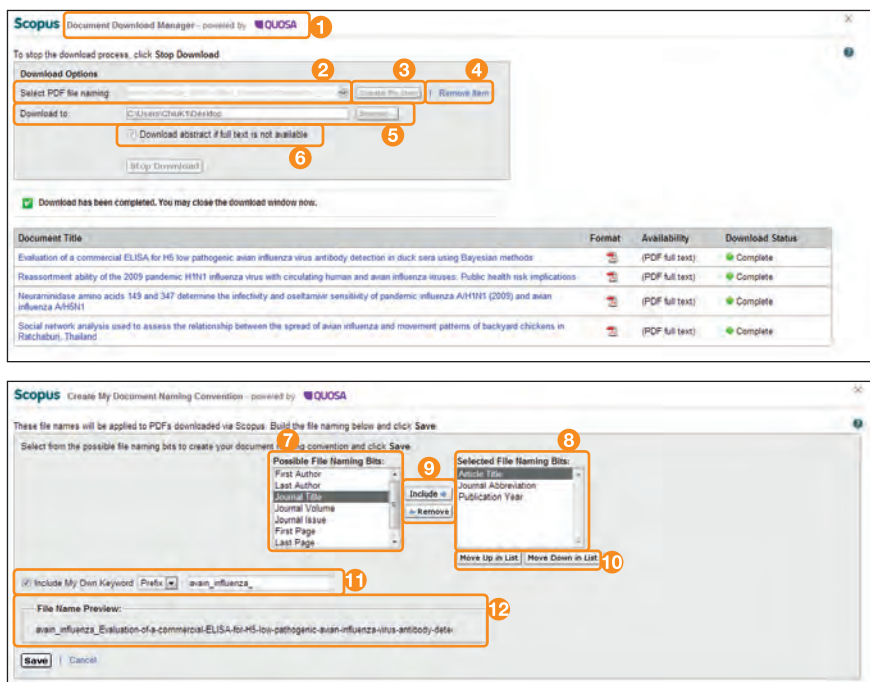 Scopus Document Download Manager - powered by QUOSA 1
To stop the download process, click Stop Download
Download Options 2 3 4
Select PDF file naming: Create My Own | Remove Item
Download to: C:\Users\ChuK1\Desktop Browse... 5
Download abstract if full text is not available 6
Stop Download
Download has been completed. You may close the download window now.
Document Title Format Availability Download Status
Evaluation of a commercial ELISA for H5 low pathogenic avian influenza virus antibody detection in duck sera using Bayesian methods (PDF full text) Complete
Reassortment ability of the 2009 pandemic H1N1 influenza virus with circulating human and avian influenza viruses: Public health risk implications (PDF full text) Complete
Neuraminidase amino acids 149 and 347 determine the infectivity and oseltamivir sensitivity of pandemic influenza A/H1N1 (2009) and avian
influenza A/H5N1 (PDF full text) Complete
Social network analysis used to assess the relationship between the spread of avian influenza and movement patterns of backyard chickens in
Ratchaburi, Thailand (PDF full text) Complete
Scopus Create My Document Naming Convention - powered by QUOSA
These file names will be applied to PDFs downloaded via Scopus. Build the file naming below and click Save
7 8
Select from the possible file naming bits to create your document naming convention and click Save
Possible File Naming Bits: 9 Selected File Naming Bits:
First Author Article Title
Last Author Journal Abbreviation
Journal Title Include Publication Year
Journal Volume
Journal Issue Remove
First Page
Last Page
Move Up in List Move Down in List 10
Include My Own Keyword Prefix avain_influenza_ 11
File Name Preview: 12
avain_influenza_Evaluation-of-a-commercial-ELISA-for-H5-low-pathogenic-avian-influenza-virus-antibody-dete
Save | Cancel